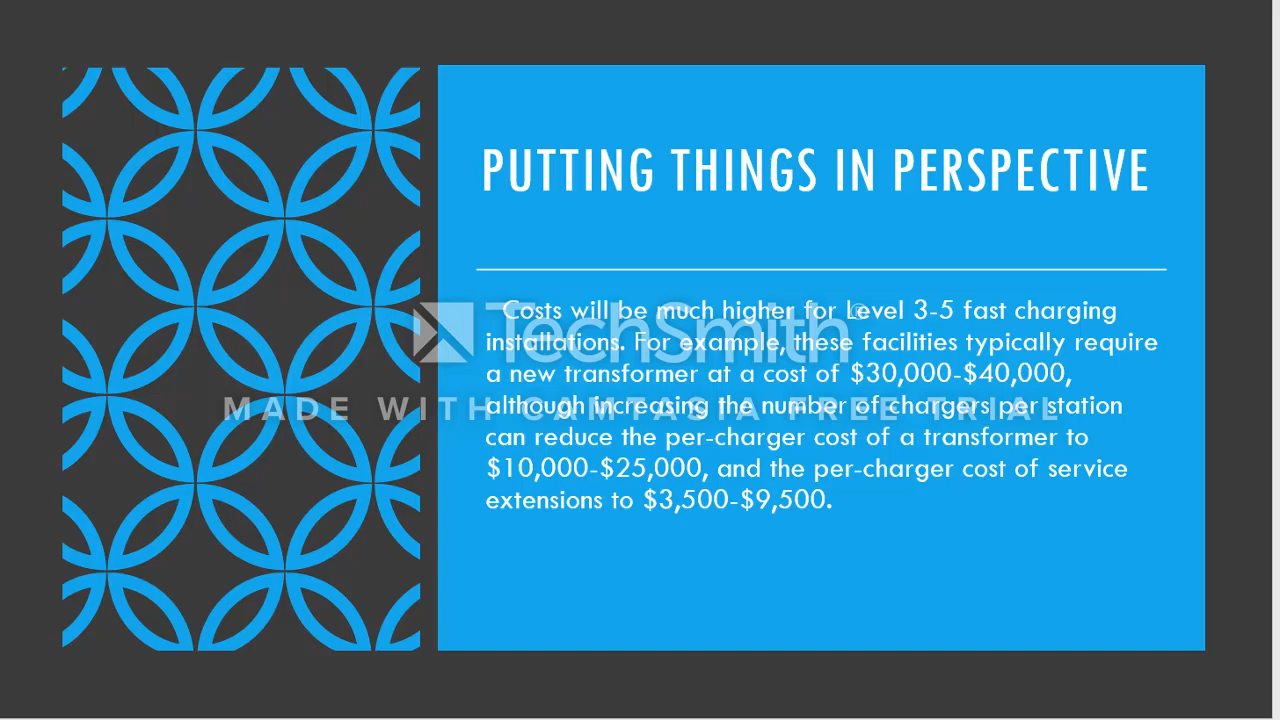 PUTTING THINGS IN PERSPECTIVE
Costs will be much higher for level 3-5 fast charging
installations. For example, these facilities typically require
a new transformer at a cost of $30,000-$40,000,
although increasing the number of chargers per station
can reduce the per-charger cost of a transformer to
$10,000-$25,000, and the per-charger cost of service
extensions to $3,500-$9,500.
TechSmith®
MADE WITH CAMTASIA FREE TRIAL